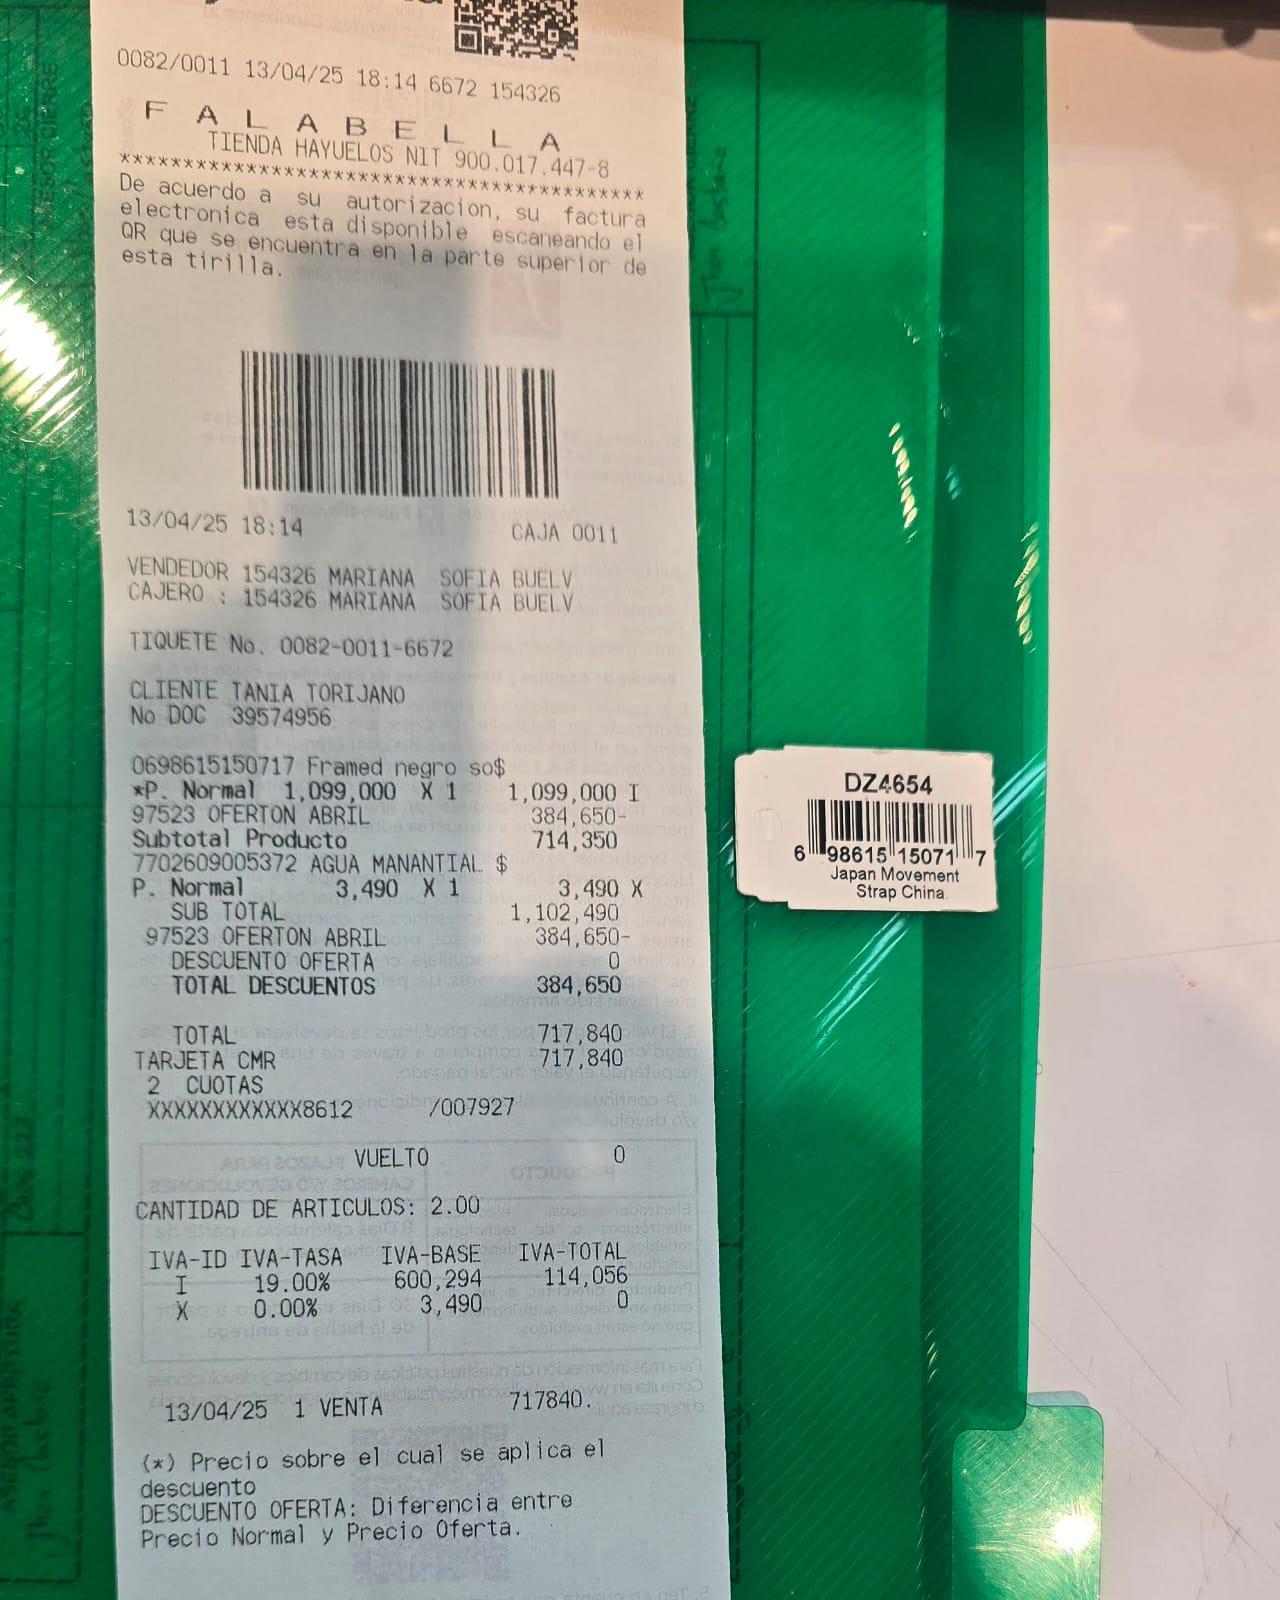 0082/0011 13/04/25 18:14 6672 154326
F A L A B E L L A
TIENDA HAYUELOS NIT 900.017.447-8
*****************************************
De acuerdo a su autorizacion, su factura
electronica esta disponible escaneando el
QR que se encuentra en la parte superior de
esta tirilla.
13/04/25 18:14 CAJA 0011
VENDEDOR 154326 MARIANA SOFIA BUELV
CAJERO : 154326 MARIANA SOFIA BUELV
TIQUETE No. 0082-0011-6672
CLIENTE TANIA TORIJANO
No DOC 39574956
0698615150717 Framed negro so$
*P. Normal 1,099,000 X 1 1,099,000 I
97523 OFERTON ABRIL 384,650-
Subtotal Producto 714,350
7702609005372 AGUA MANANTIAL $
P. Normal 3,490 X 1 3,490 X
SUB TOTAL 1,102,490
97523 OFERTON ABRIL 384,650-
DESCUENTO OFERTA 0
TOTAL DESCUENTOS 384,650
TOTAL 717,840
TARJETA CMR 717,840
2 CUOTAS
XXXXXXXXXXXX8612 /007927
VUELTO 0
CANTIDAD DE ARTICULOS: 2.00
IVA-ID IVA-TASA IVA-BASE IVA-TOTAL
I 19.00% 600,294 114,056
X 0.00% 3,490 0
13/04/25 1 VENTA 717840.
(*) Precio sobre el cual se aplica el
descuento
DESCUENTO OFERTA: Diferencia entre
Precio Normal y Precio Oferta.
DZ4654
6 98615 15071 7
Japan Movement
Strap China
ASESOR CIERRE
ASESOR APERTURA